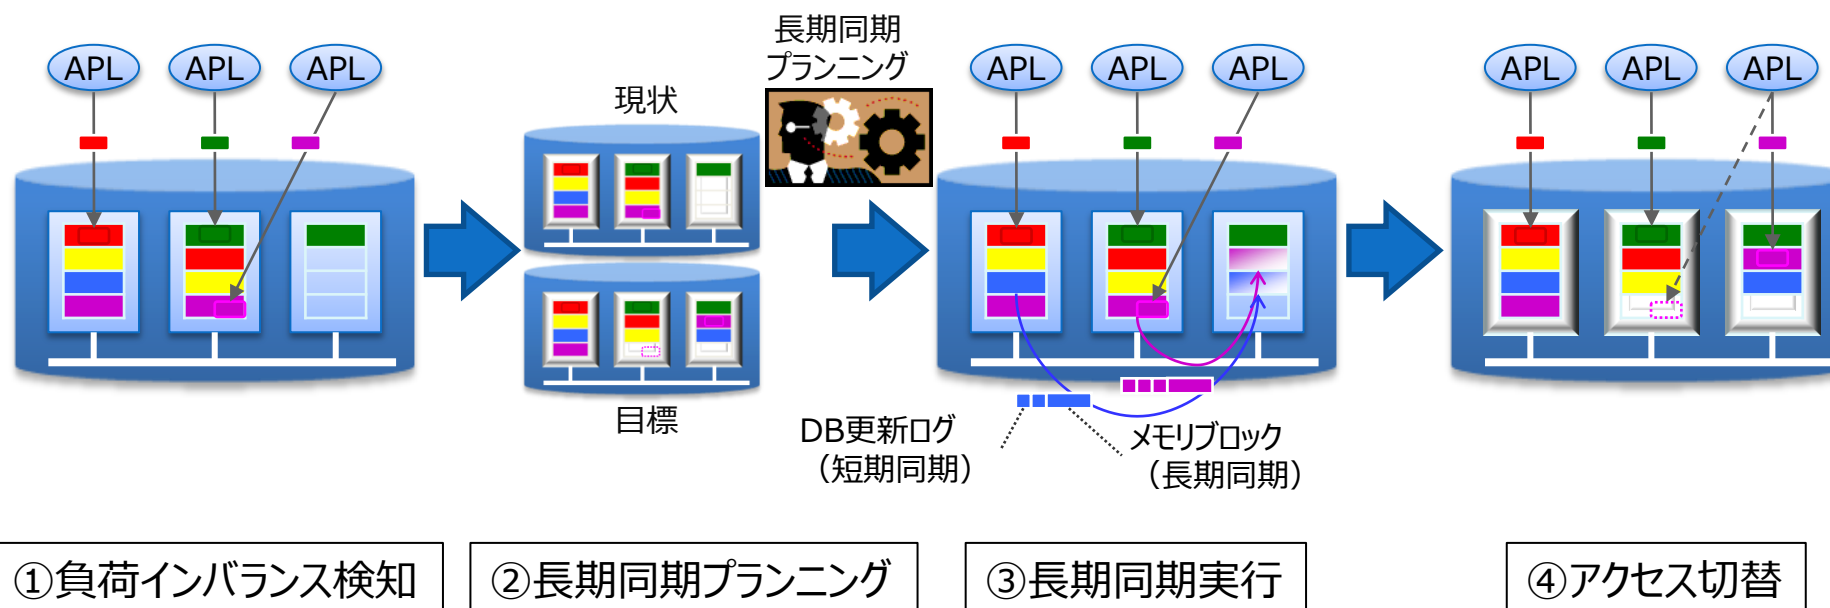 APL
APL
APL
現状
目標
長期同期
プランニング
APL
APL
APL
DB更新ログ
（短期同期）
メモリブロック
（長期同期）
APL
APL
APL
①負荷インバランス検知
②長期同期プランニング
③長期同期実行
④アクセス切替